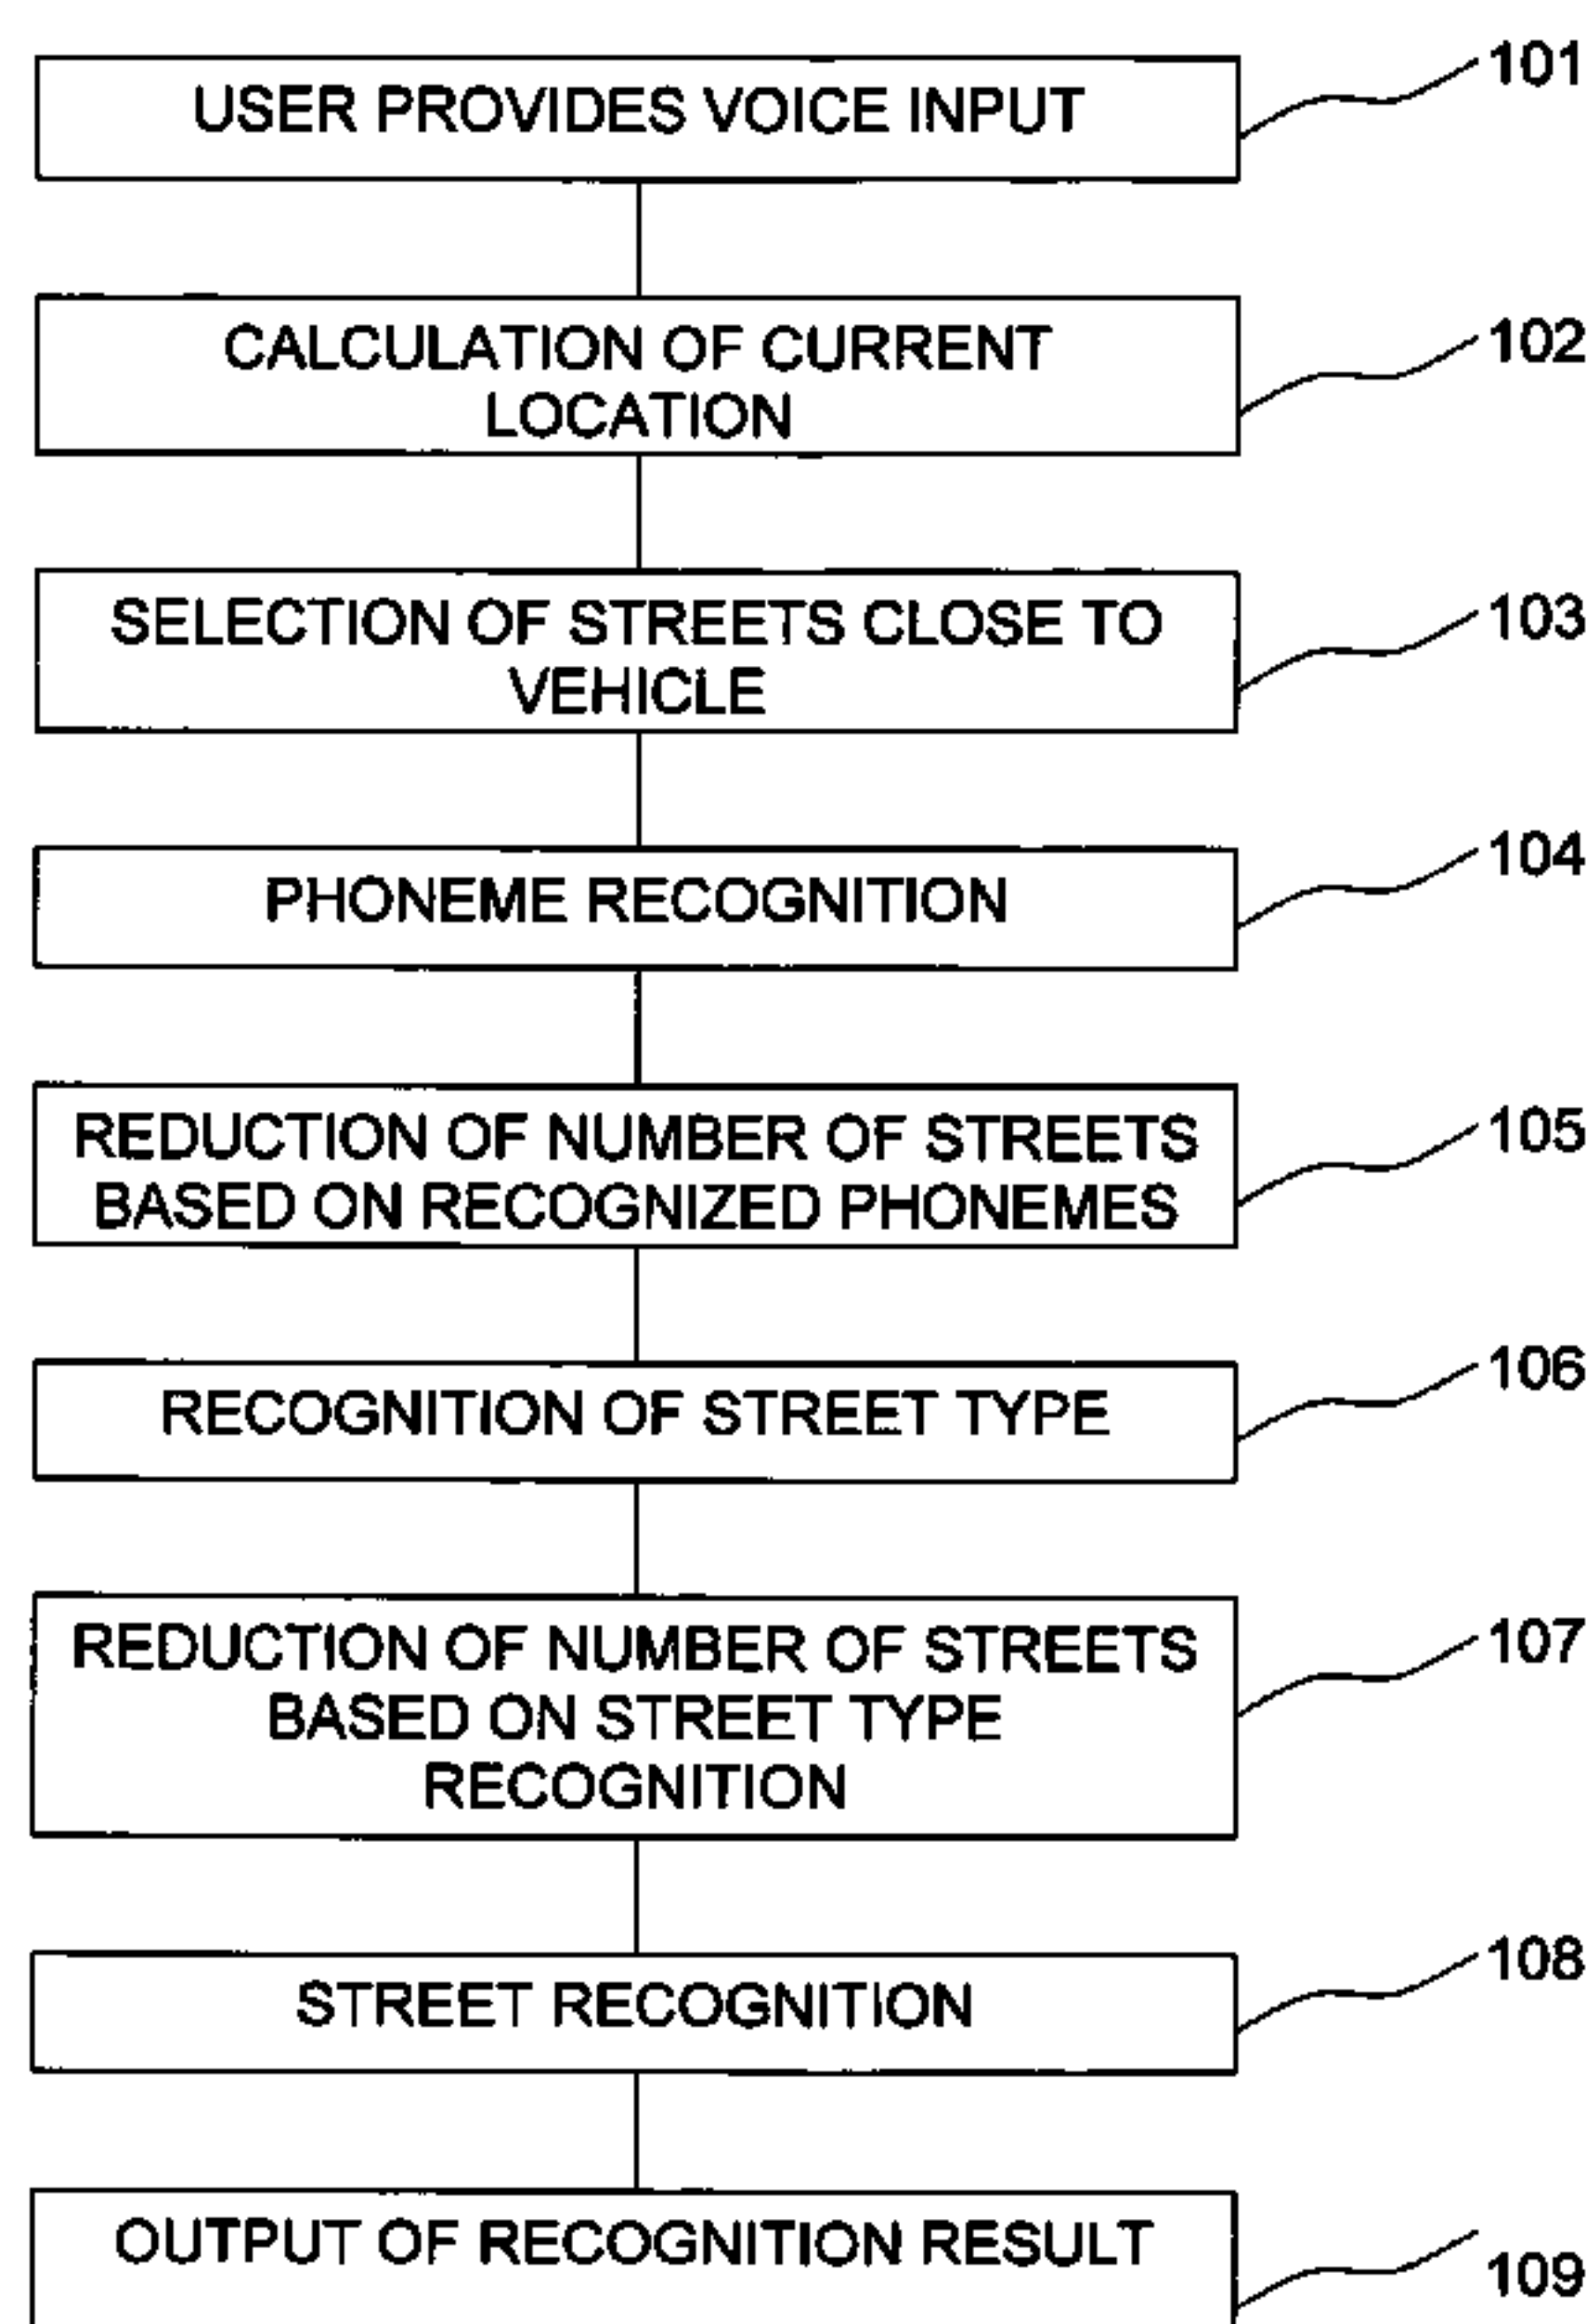 USER PROVIDES VOICE INPUT
101
CALCULATION OF CURRENT
LOCATION
102
SELECTION OF STREETS CLOSE TO
VEHICLE
103
PHONEME RECOGNITION
104
REDUCTION OF NUMBER OF STREETS
BASED ON RECOGNIZED PHONEMES
105
RECOGNITION OF STREET TYPE
106
REDUCTION OF NUMBER OF STREETS
BASED ON STREET TYPE
RECOGNITION
107
STREET RECOGNITION
108
OUTPUT OF RECOGNITION RESULT
109